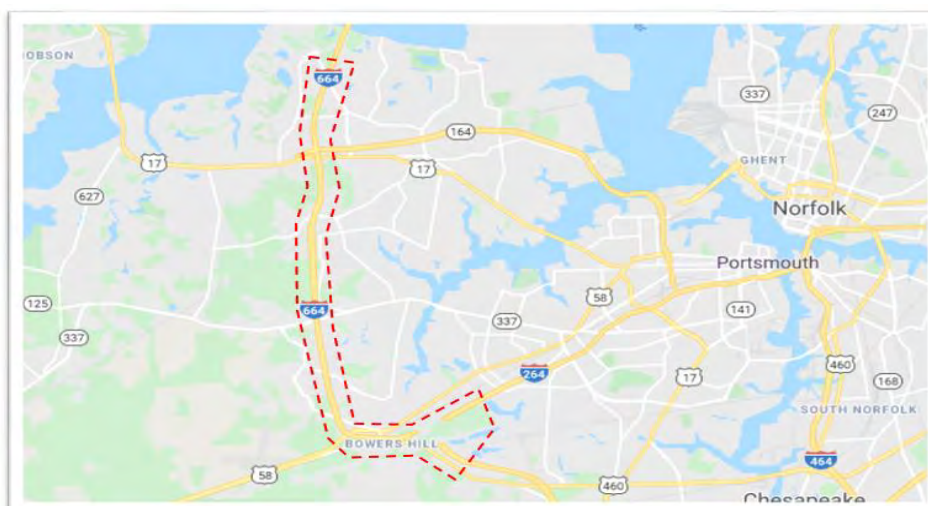 OBSON
664
337
247
164
17
17
GHENT
627
Norfolk
Portsmouth
125
664
58
337
141
337
264
17
460
168
SOUTH NORFOLK
BOWERS HILL
58
460
464
Chesapeake